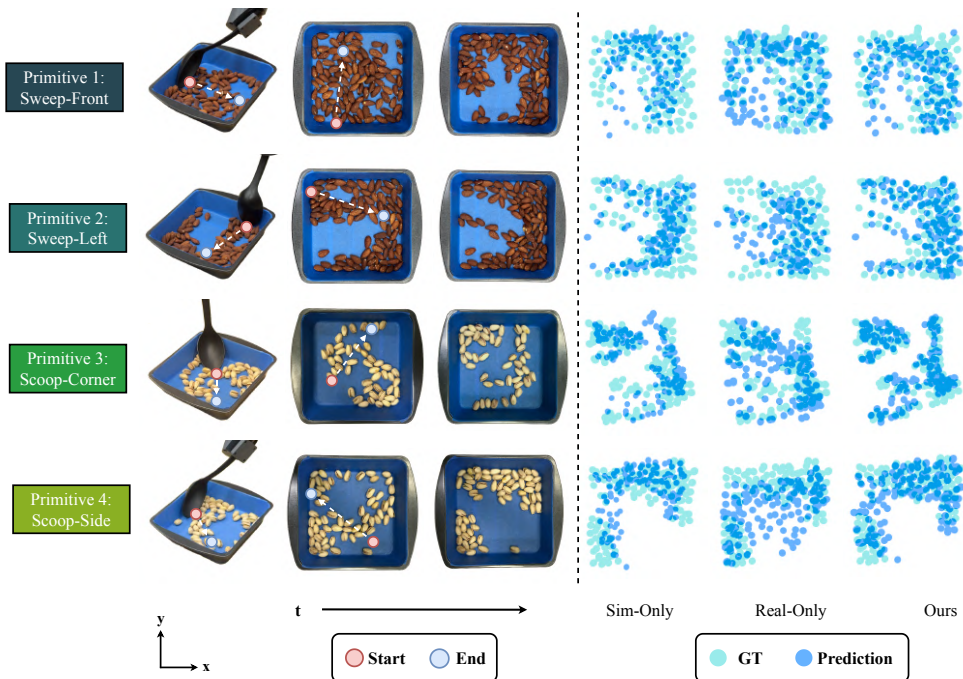 Primitive 1:
Sweep-Front
Primitive 2:
Sweep-Left
Primitive 3:
Scoop-Corner
Primitive 4:
Scoop-Side
y
x
t
Sim-Only
Real-Only
Ours
Start
End
GT
Prediction